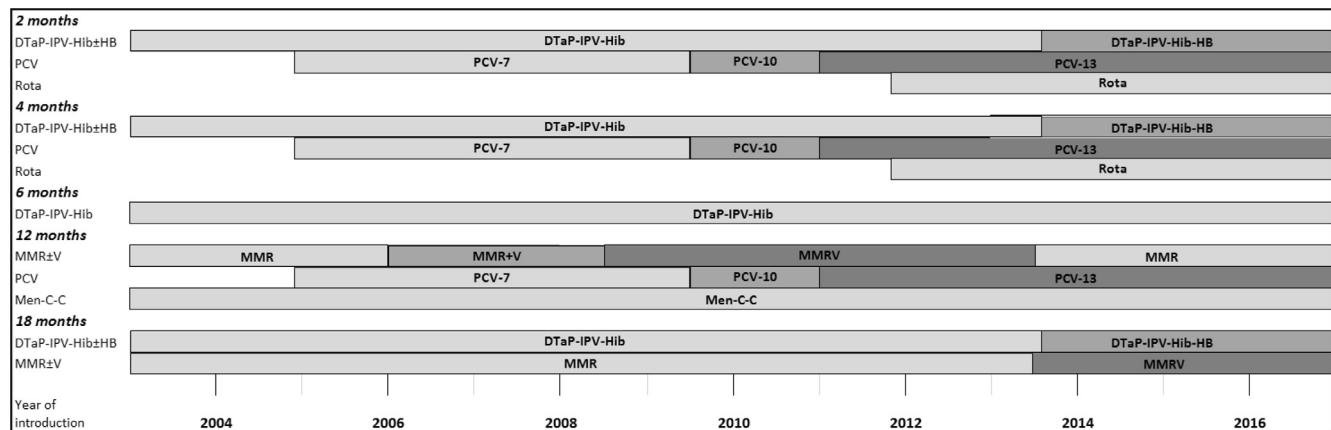 2 months
DTaP-IPV-Hib±HB DTaP-IPV-Hib DTaP-IPV-Hib-HB
PCV PCV-7 PCV-10 PCV-13
Rota Rota
4 months
DTaP-IPV-Hib±HB DTaP-IPV-Hib DTaP-IPV-Hib-HB
PCV PCV-7 PCV-10 PCV-13
Rota Rota
6 months
DTaP-IPV-Hib DTaP-IPV-Hib
12 months
MMR±V MMR MMR+V MMRV MMR
PCV PCV-7 PCV-10 PCV-13
Men-C-C Men-C-C
18 months
DTaP-IPV-Hib±HB DTaP-IPV-Hib DTaP-IPV-Hib-HB
MMR±V MMR MMRV
Year of
introduction 2004 2006 2008 2010 2012 2014 2016